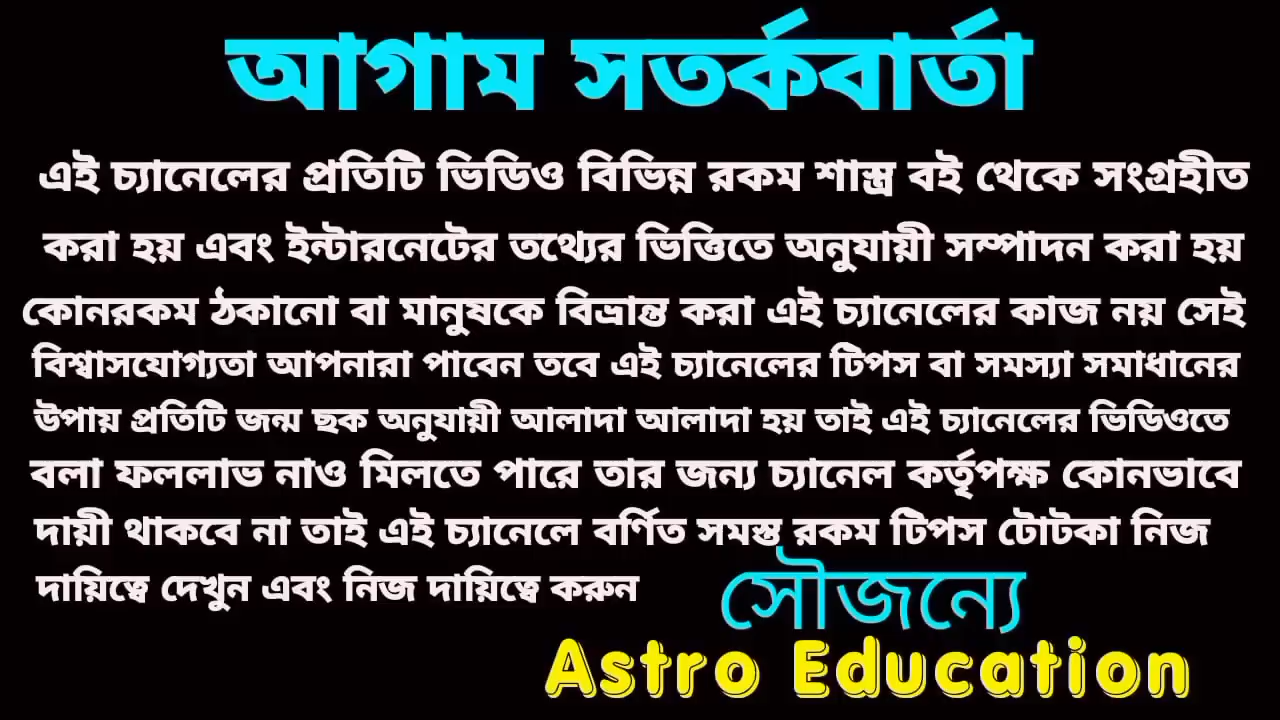 আগাম সতর্কবার্তা
এই চ্যানেলের প্রতিটি ভিডিও বিভিন্ন রকম শাস্ত্র বই থেকে সংগ্রহীত
করা হয় এবং ইন্টারনেটের তথ্যের ভিত্তিতে অনুযায়ী সম্পাদন করা হয়
কোনরকম ঠকানো বা মানুষকে বিভ্রান্ত করা এই চ্যানেলের কাজ নয় সেই
বিশ্বাসযোগ্যতা আপনারা পাবেন তবে এই চ্যানেলের টিপস বা সমস্যা সমাধানের
উপায় প্রতিটি জন্ম ছক অনুযায়ী আলাদা আলাদা হয় তাই এই চ্যানেলের ভিডিওতে
বলা ফললাভ নাও মিলতে পারে তার জন্য চ্যানেল কর্তৃপক্ষ কোনভাবে
দায়ী থাকবে না তাই এই চ্যানেলে বর্ণিত সমস্ত রকম টিপস টোটকা নিজ
দায়িত্বে দেখুন এবং নিজ দায়িত্বে করুন
সৌজন্যে
Astro Education